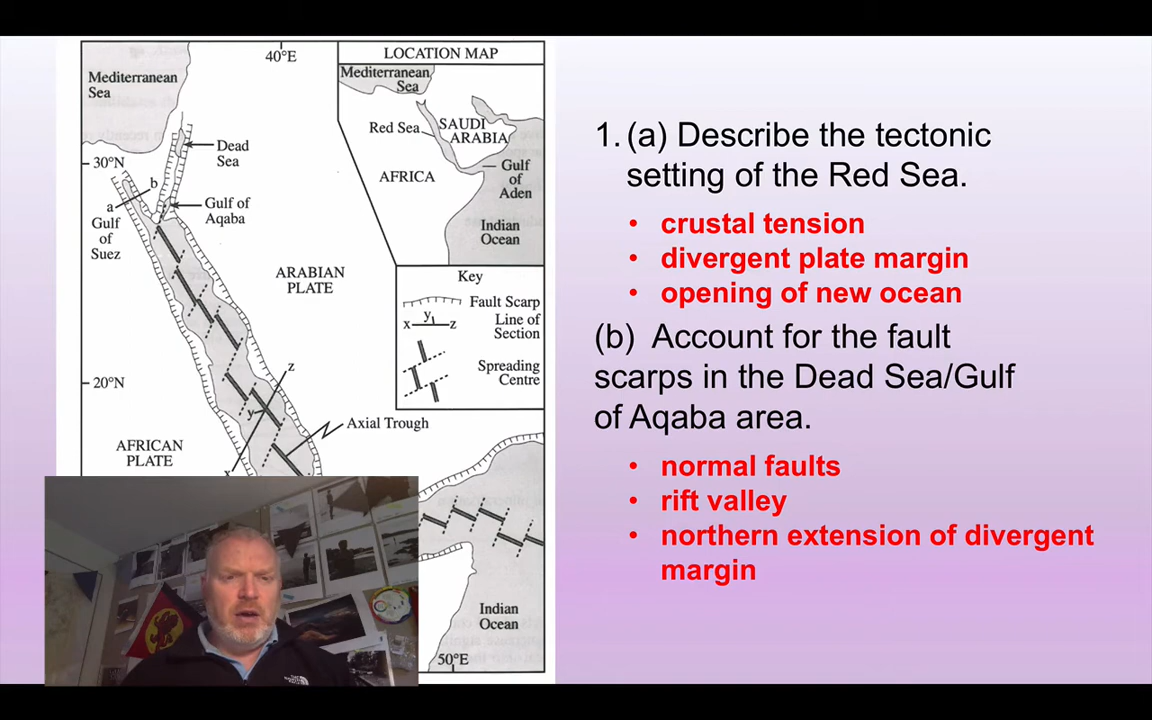 40°E
Mediterranean
Sea
Dead
Sea
30°N
b
a
Gulf
of
Suez
Gulf of
Aqaba
ARABIAN
PLATE
20°N
z
y
x
Axial Trough
AFRICAN
PLATE
Indian
Ocean
50°E
LOCATION MAP
Mediterranean
Sea
Red Sea
SAUDI
ARABIA
AFRICA
Gulf
of
Aden
Indian
Ocean
Key
Fault Scarp
x y z Line of
Section
Spreading
Centre
1. (a) Describe the tectonic
setting of the Red Sea.
• crustal tension
• divergent plate margin
• opening of new ocean
(b) Account for the fault
scarps in the Dead Sea/Gulf
of Aqaba area.
• normal faults
• rift valley
• northern extension of divergent
margin